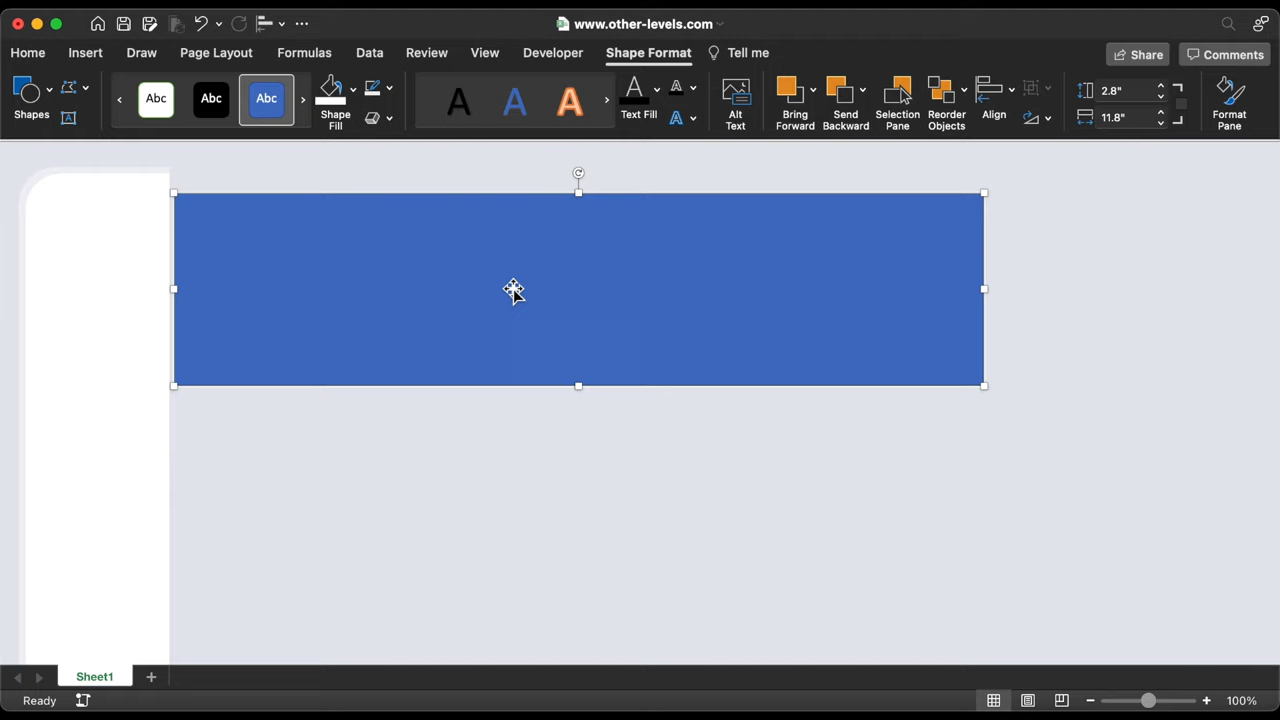 www.other-levels.com
Home Insert Draw Page Layout Formulas Data Review View Developer Shape Format Tell me Share Comments
Shapes Abc Abc Abc Shape Fill A A A Text Fill Alt Text Bring Forward Send Backward Selection Pane Reorder Objects Align 2.8" 11.8" Format Pane
Sheet1
Ready 100%